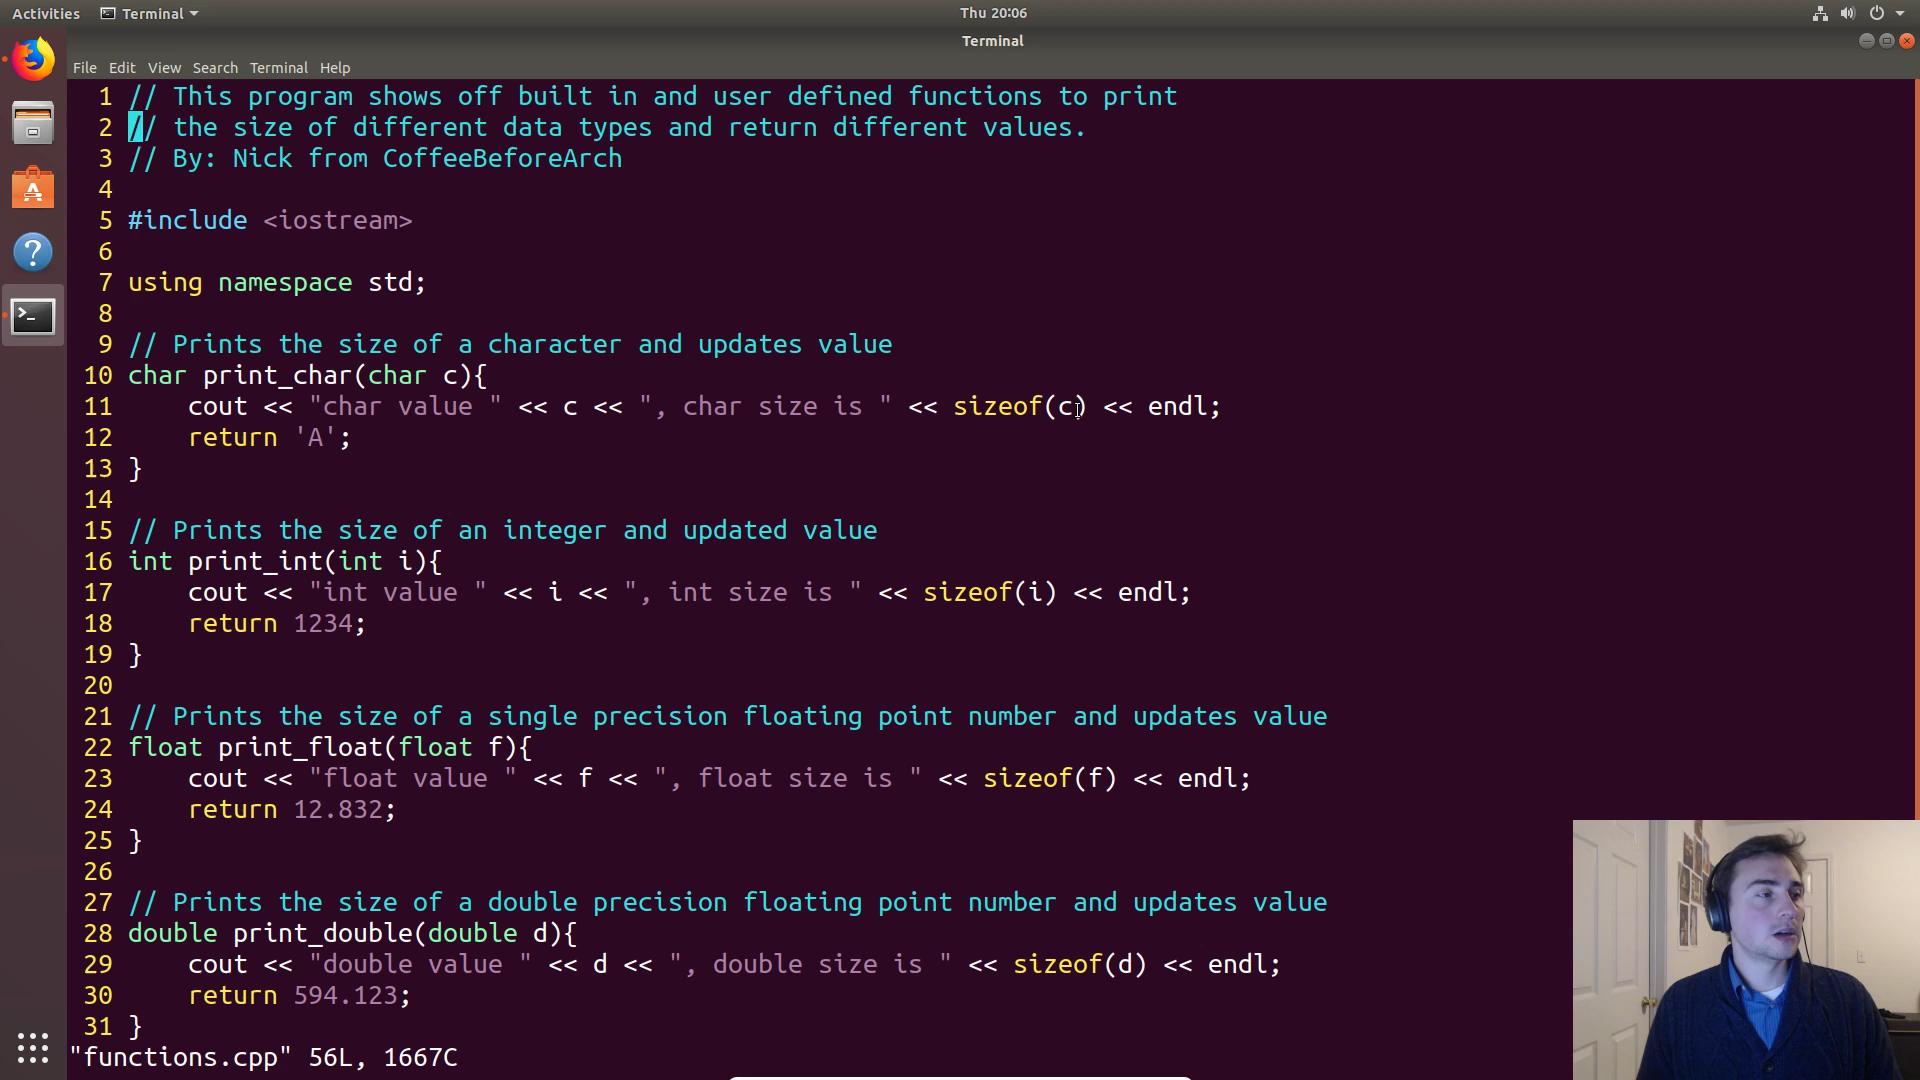 Activities Terminal Thu 20:06
Terminal
File Edit View Search Terminal Help
1 // This program shows off built in and user defined functions to print
2 // the size of different data types and return different values.
3 // By: Nick from CoffeeBeforeArch
4
5 #include <iostream>
6
7 using namespace std;
8
9 // Prints the size of a character and updates value
10 char print_char(char c){
11     cout << "char value " << c << ", char size is " << sizeof(c) << endl;
12     return 'A';
13 }
14
15 // Prints the size of an integer and updated value
16 int print_int(int i){
17     cout << "int value " << i << ", int size is " << sizeof(i) << endl;
18     return 1234;
19 }
20
21 // Prints the size of a single precision floating point number and updates value
22 float print_float(float f){
23     cout << "float value " << f << ", float size is " << sizeof(f) << endl;
24     return 12.832;
25 }
26
27 // Prints the size of a double precision floating point number and updates value
28 double print_double(double d){
29     cout << "double value " << d << ", double size is " << sizeof(d) << endl;
30     return 594.123;
31 }
"functions.cpp" 56L, 1667C